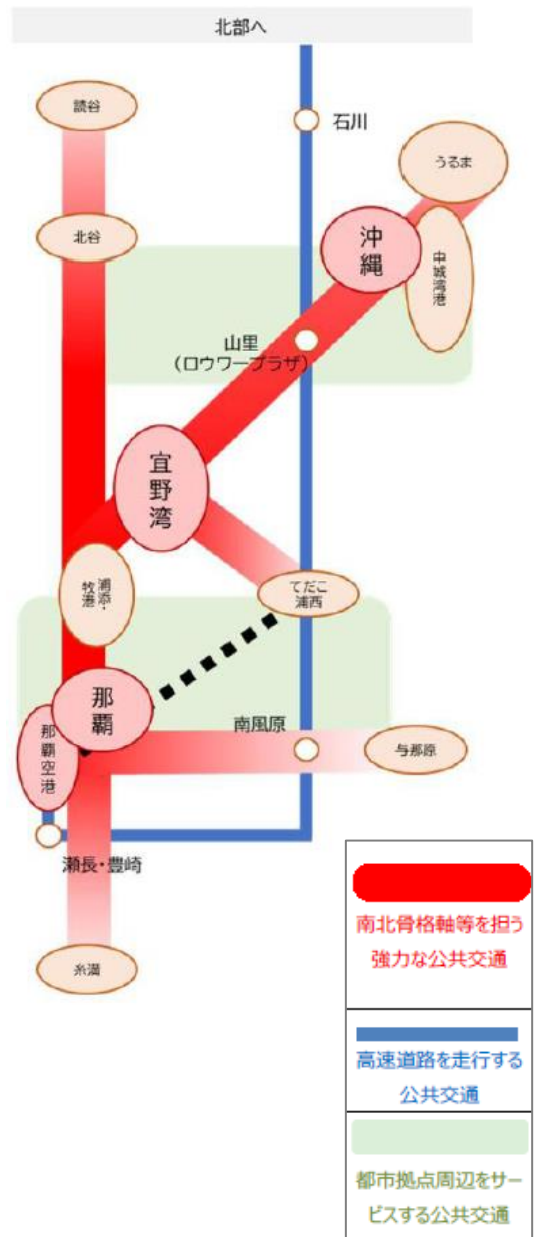 北部へ
読谷
石川
うるま
北谷
沖縄
中城湾港
山里
(ロウワープラザ)
宜野湾
浦添・
牧港
てだこ
浦西
那覇
那覇空港
南風原
与那原
瀬長・豊崎
糸満
南北骨格軸等を担う
強力な公共交通
高速道路を走行する
公共交通
都市拠点周辺をサー
ビスする公共交通